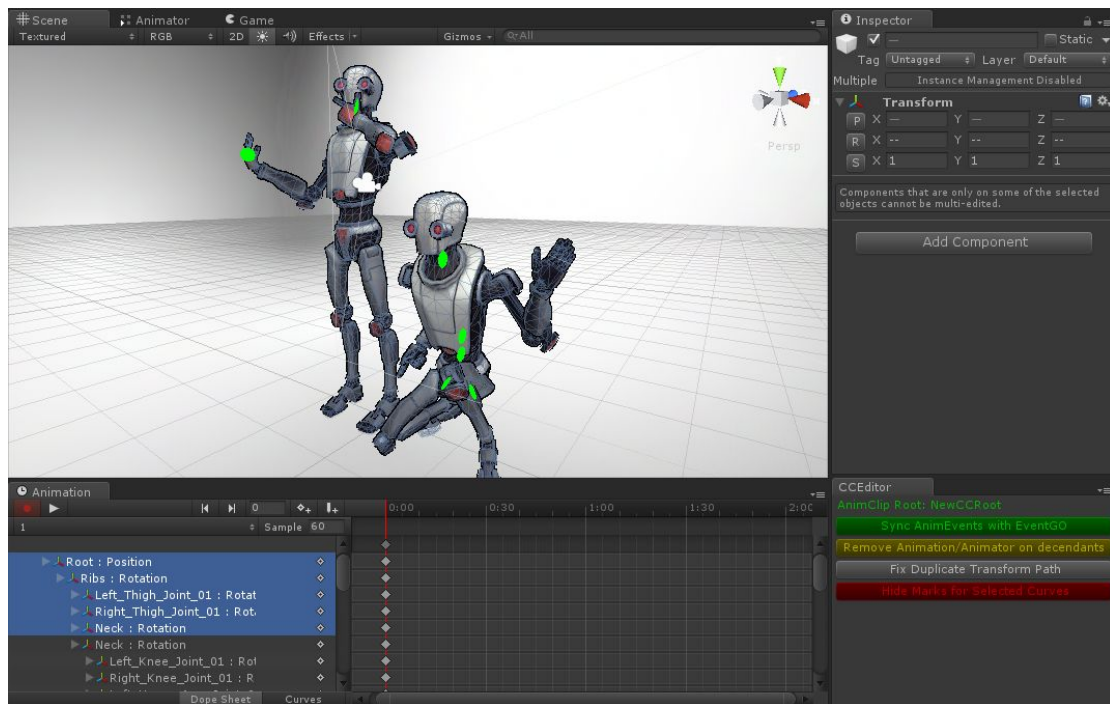 Scene Animator Game
Textured RGB 2D Effects Gizmos All
Persp
Inspector
Static
Tag Untagged Layer Default
Multiple Instance Management Disabled
Transform
P X — Y — Z —
R X -- Y -- Z --
S X 1 Y 1 Z 1
Components that are only on some of the selected
objects cannot be multi-edited.
Add Component
Animation
0 0:00 0:30 1:00 1:30 2:00
1 Sample 60
Root : Position
Ribs : Rotation
Left_Thigh_Joint_01 : Rotat
Right_Thigh_Joint_01 : Rot
Neck : Rotation
Neck : Rotation
Left_Knee_Joint_01 : Rot
Right_Knee_Joint_01 : R
Dope Sheet Curves
CCEditor
AnimClip Root: NewCCRoot
Sync AnimEvents with EventGO
Remove Animation/Animator on decendants
Fix Duplicate Transform Path
Hide Marks for Selected Curves